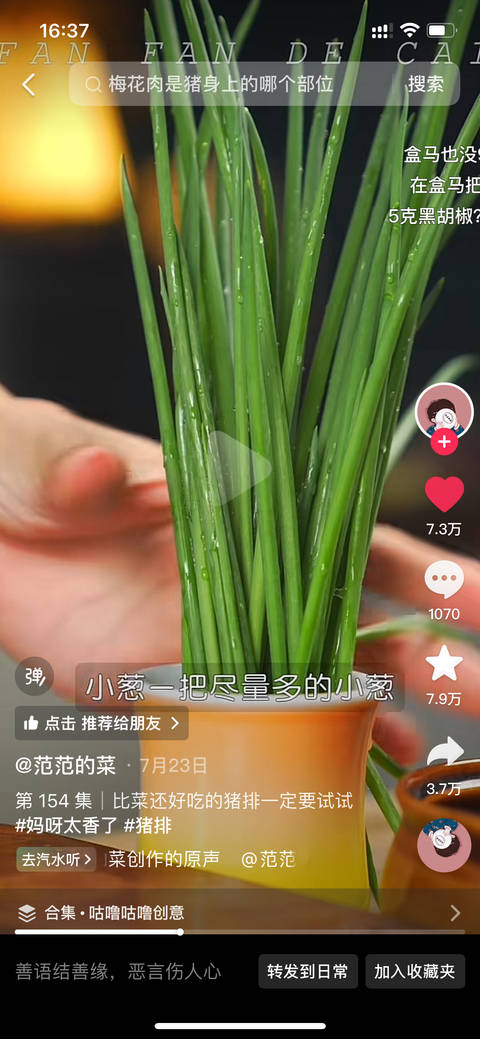 16:37
FAN FAN DE CAI
梅花肉是猪身上的哪个部位 搜索
盒马也没
在盒马把
5克黑胡椒?
7.3万
1070
弹
小葱一把尽量多的小葱
7.9万
点击 推荐给朋友 >
@范范的菜 · 7月23日
3.7万
第 154 集｜比菜还好吃的猪排一定要试试
#妈呀太香了 #猪排
去汽水听 > 菜创作的原声 @范范
合集 · 咕噜咕噜创意
善语结善缘，恶言伤人心 转发到日常 加入收藏夹